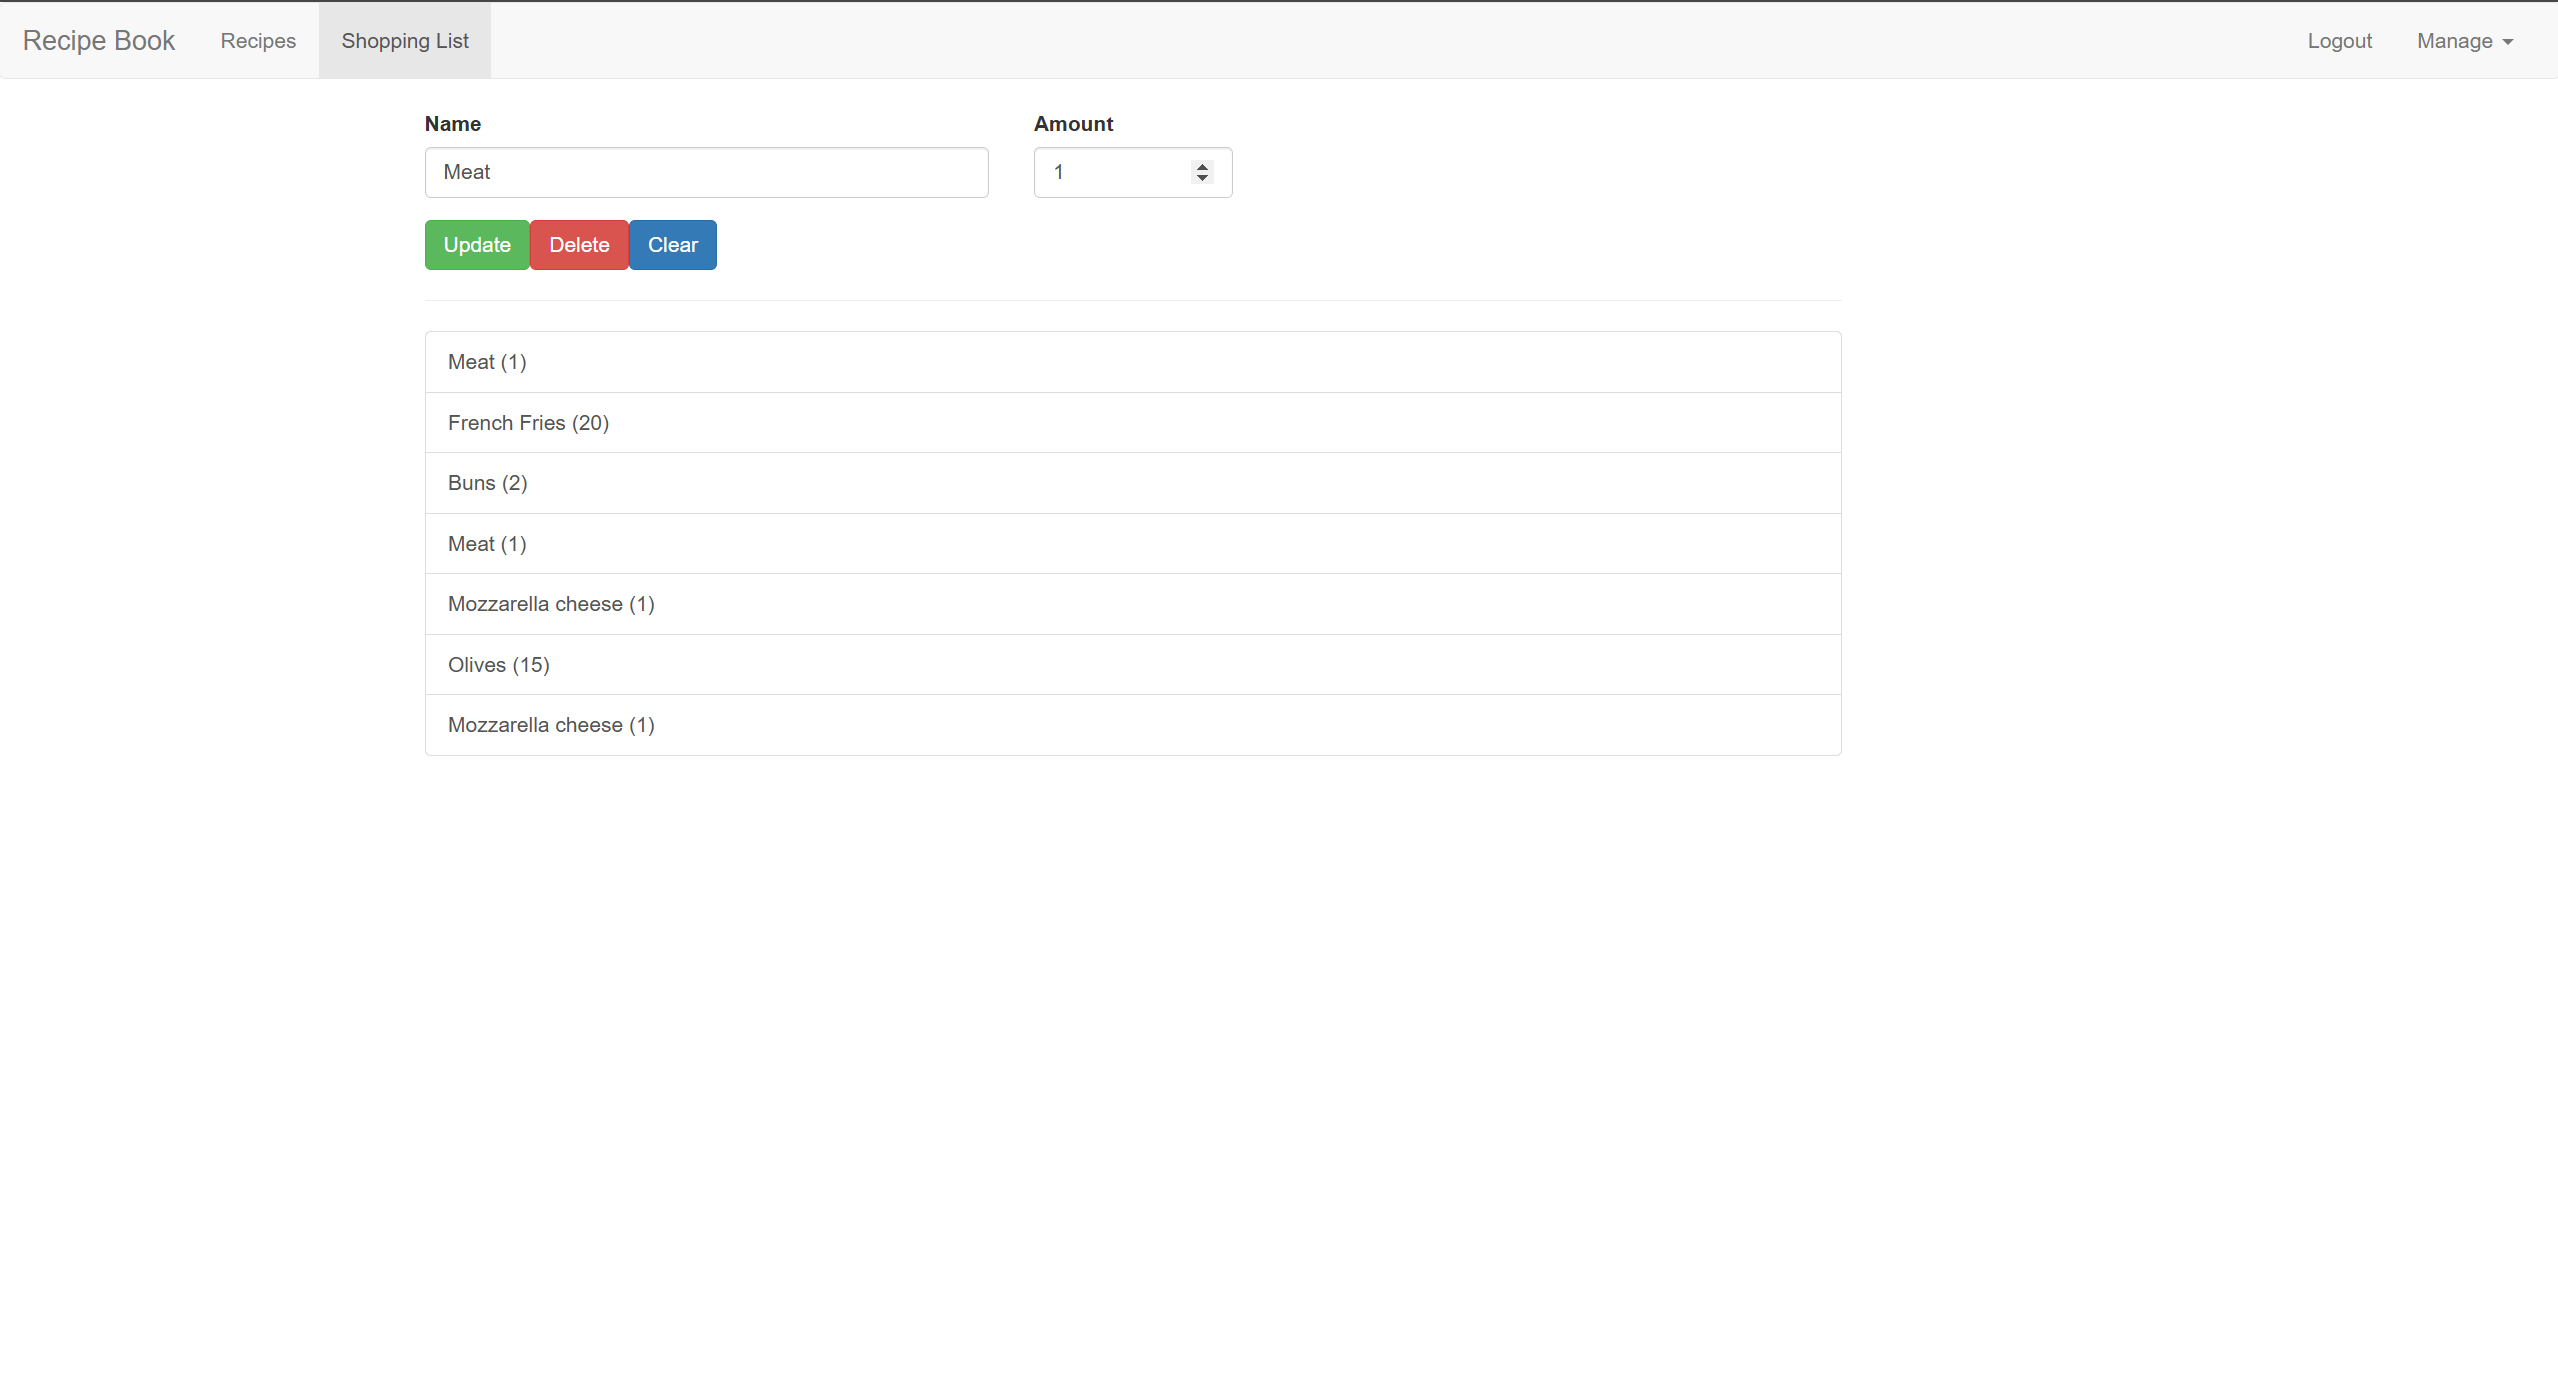 Recipe Book Recipes Shopping List Logout Manage
Name Amount
Meat 1
Update Delete Clear
Meat (1)
French Fries (20)
Buns (2)
Meat (1)
Mozzarella cheese (1)
Olives (15)
Mozzarella cheese (1)